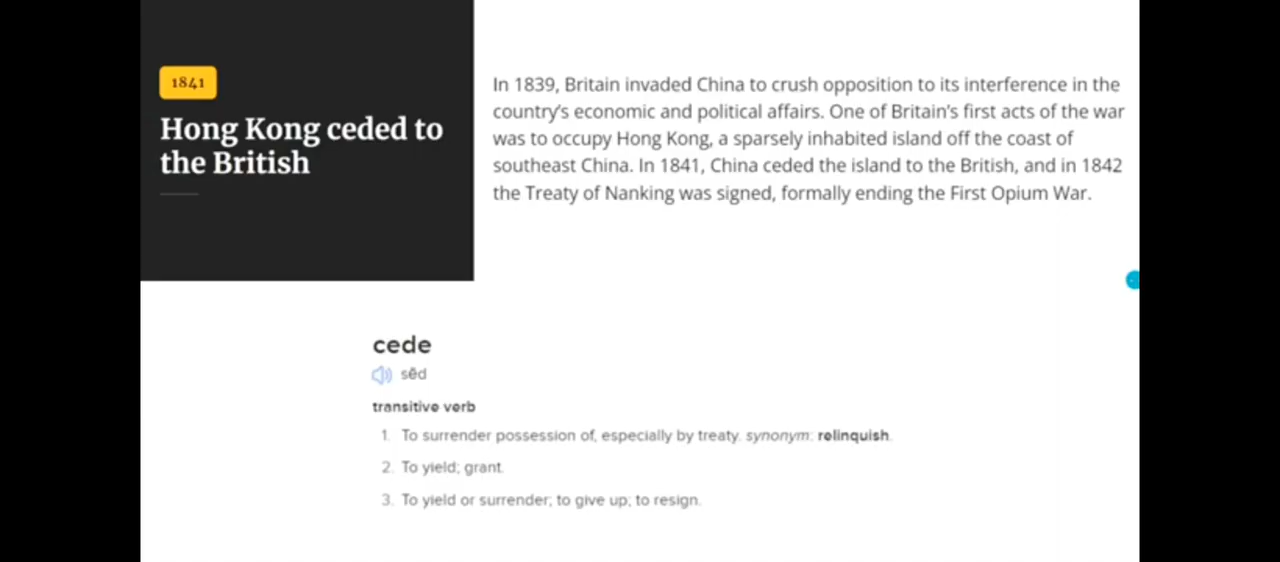 1841
Hong Kong ceded to
the British
In 1839, Britain invaded China to crush opposition to its interference in the
country's economic and political affairs. One of Britain's first acts of the war
was to occupy Hong Kong, a sparsely inhabited island off the coast of
southeast China. In 1841, China ceded the island to the British, and in 1842
the Treaty of Nanking was signed, formally ending the First Opium War.
cede
sēd
transitive verb
1. To surrender possession of, especially by treaty. synonym: relinquish.
2. To yield; grant.
3. To yield or surrender; to give up; to resign.